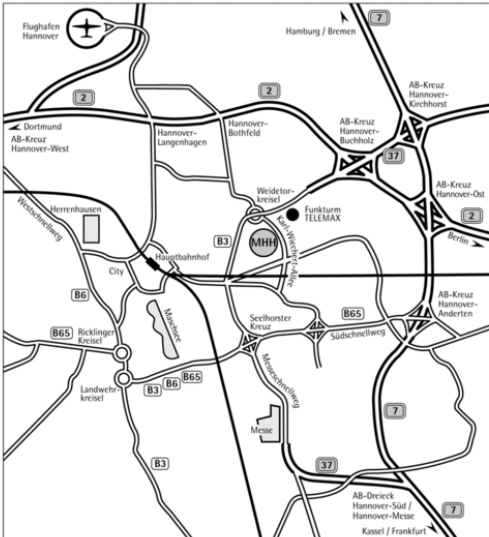 Flughafen
Hannover
7
Hamburg / Bremen
AB-Kreuz
Hannover-
Kirchhorst
2
2
Dortmund
AB-Kreuz
Hannover-West
Hannover-
Langenhagen
Hannover-
Bothfeld
AB-Kreuz
Hannover-
Buchholz
37
Weidetor-
kreisel
Funkturm
TELEMAX
AB-Kreuz
Hannover-Ost
2
Berlin
Westschnellweg
Herrenhausen
B3
MHH
Karl-Wiechert-Allee
City
Hauptbahnhof
B6
Maschsee
B65
Ricklinger
Kreisel
Seelhorster
Kreuz
B65
Südschnellweg
AB-Kreuz
Hannover-
Anderten
Landwehr-
kreisel
B3
B6
B65
Messeschnellweg
7
Messe
B3
37
AB-Dreieck
Hannover-Süd /
Hannover-Messe
7
Kassel / Frankfurt